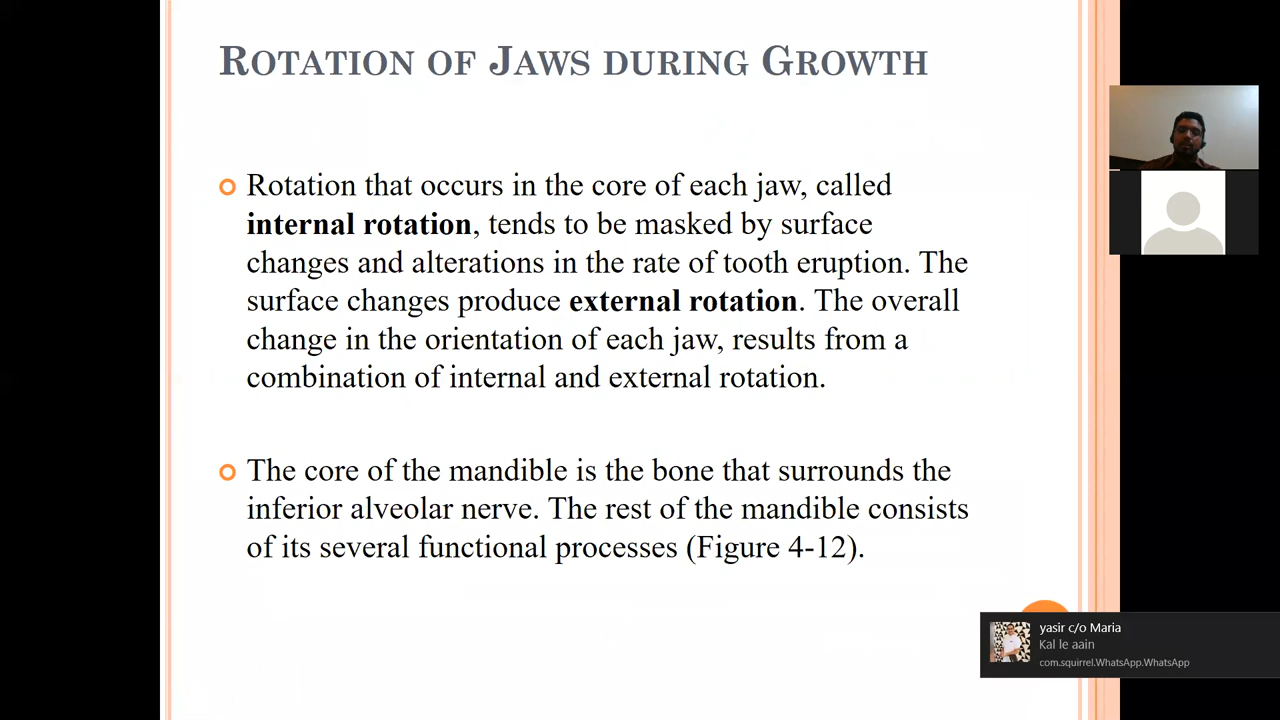 ROTATION OF JAWS DURING GROWTH
Rotation that occurs in the core of each jaw, called
internal rotation, tends to be masked by surface
changes and alterations in the rate of tooth eruption. The
surface changes produce external rotation. The overall
change in the orientation of each jaw, results from a
combination of internal and external rotation.
The core of the mandible is the bone that surrounds the
inferior alveolar nerve. The rest of the mandible consists
of its several functional processes (Figure 4-12).
yasir c/o Maria
Kal le aain
com.squirrel.WhatsApp.WhatsApp